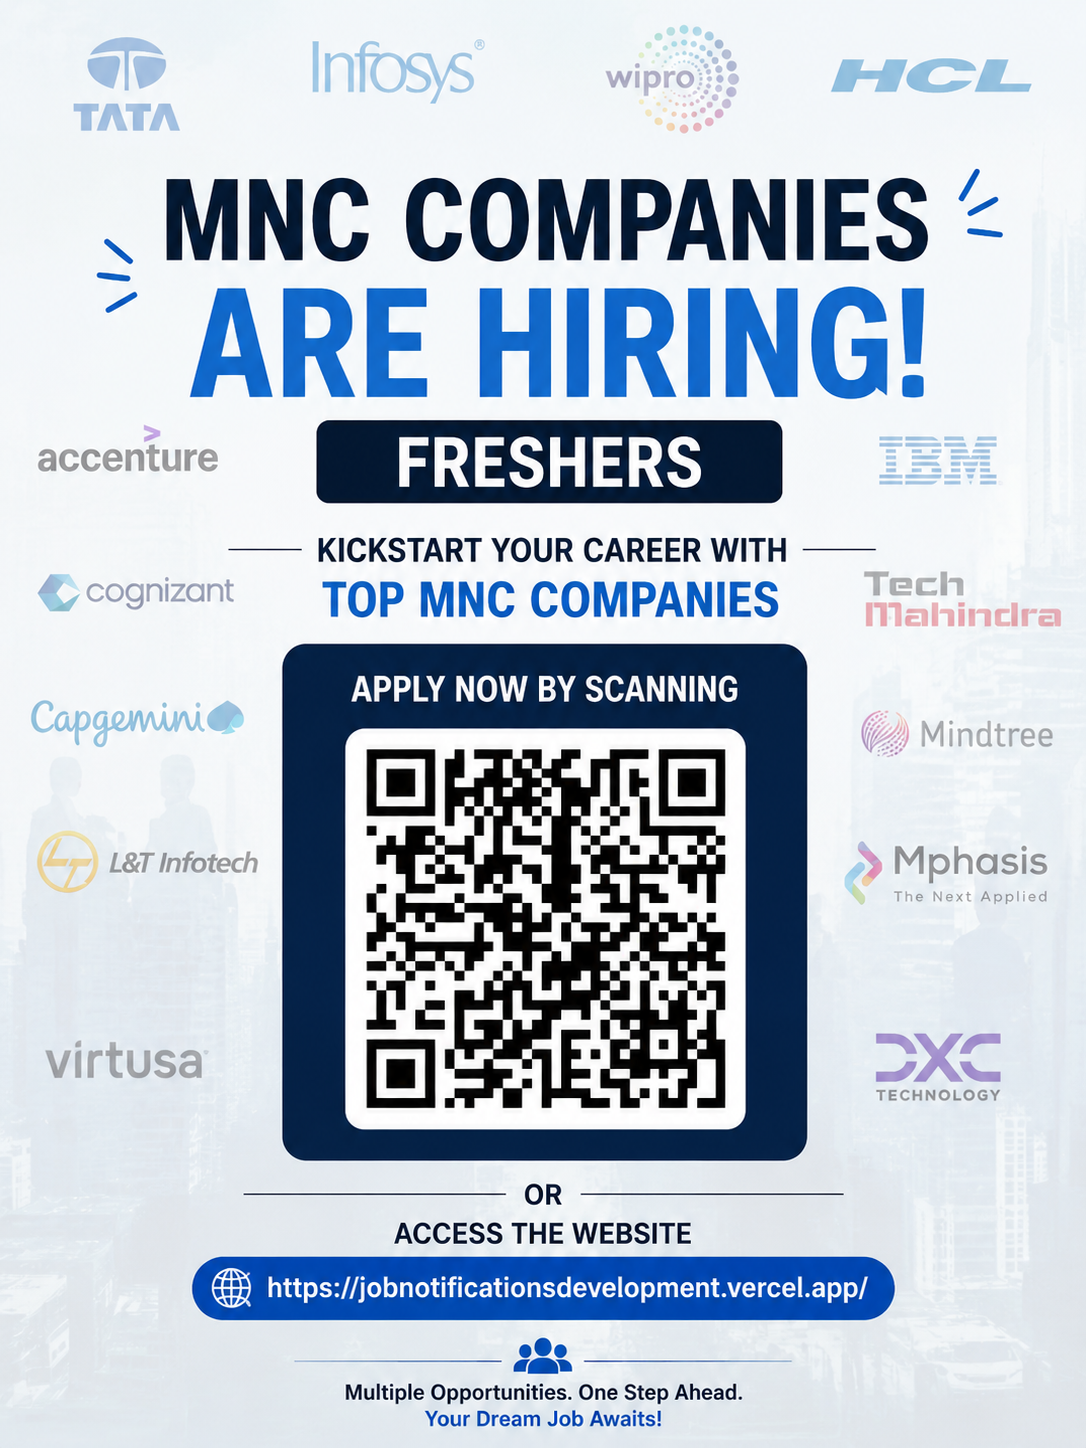 TATA
Infosys®
wipro
HCL
MNC COMPANIES
ARE HIRING!
FRESHERS
accenture
IBM
KICKSTART YOUR CAREER WITH
TOP MNC COMPANIES
cognizant
Tech
Mahindra
Capgemini
Mindtree
L&T Infotech
Mphasis
The Next Applied
virtusa
DXC
TECHNOLOGY
APPLY NOW BY SCANNING
OR
ACCESS THE WEBSITE
https://jobnotificationsdevelopment.vercel.app/
Multiple Opportunities. One Step Ahead.
Your Dream Job Awaits!